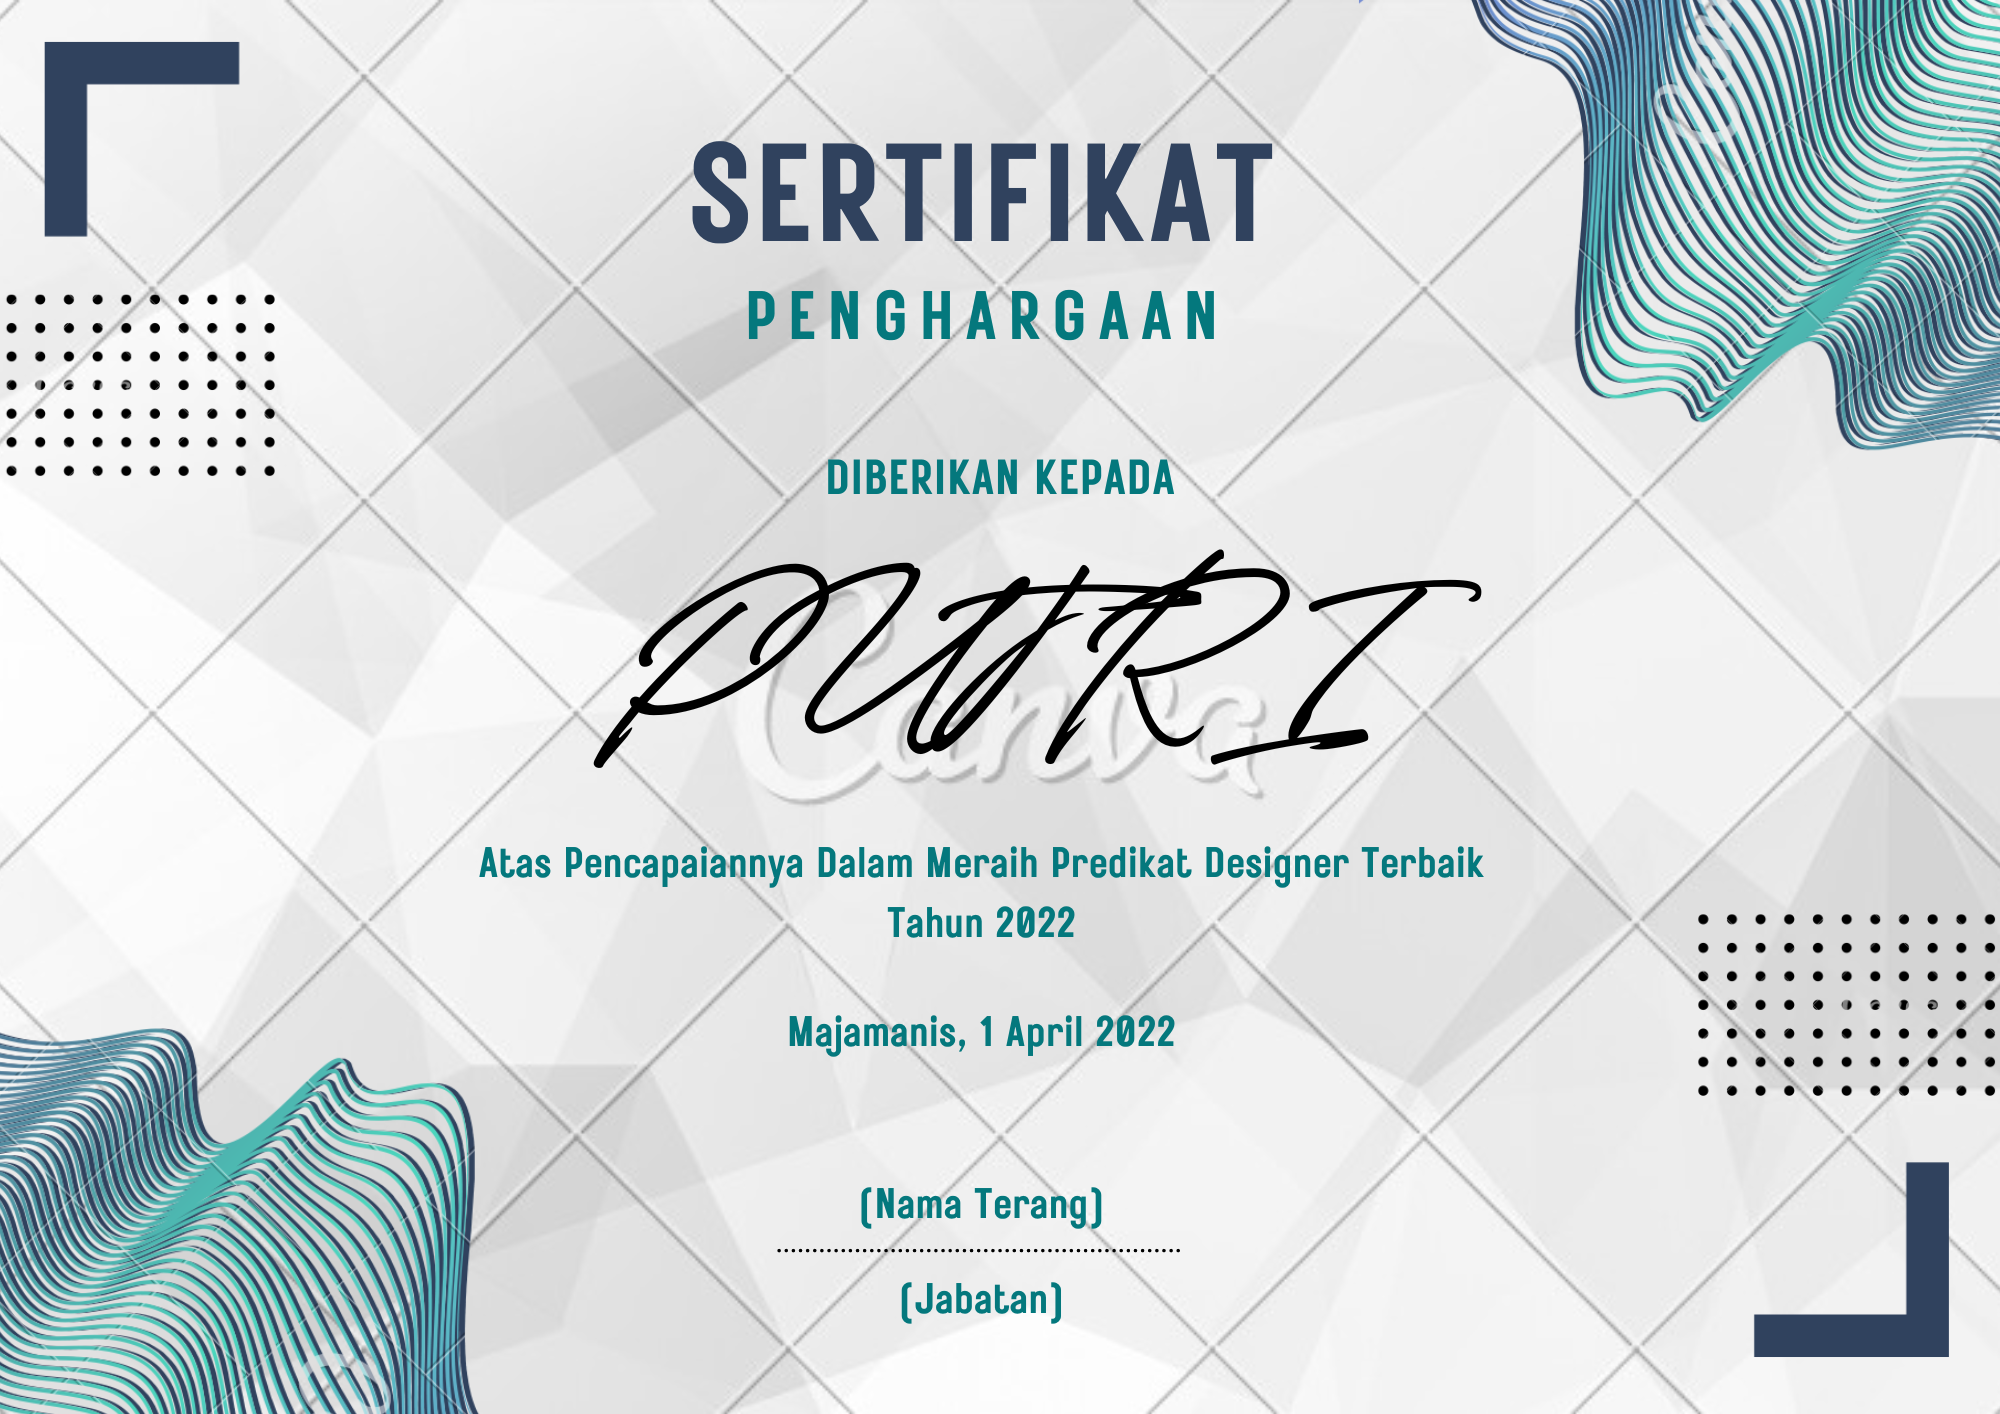 SERTIFIKAT
PENGHARGAAN
DIBERIKAN KEPADA
PUTRI
Canva
Atas Pencapaiannya Dalam Meraih Predikat Designer Terbaik
Tahun 2022
Majamanis, 1 April 2022
(Nama Terang)
(Jabatan)